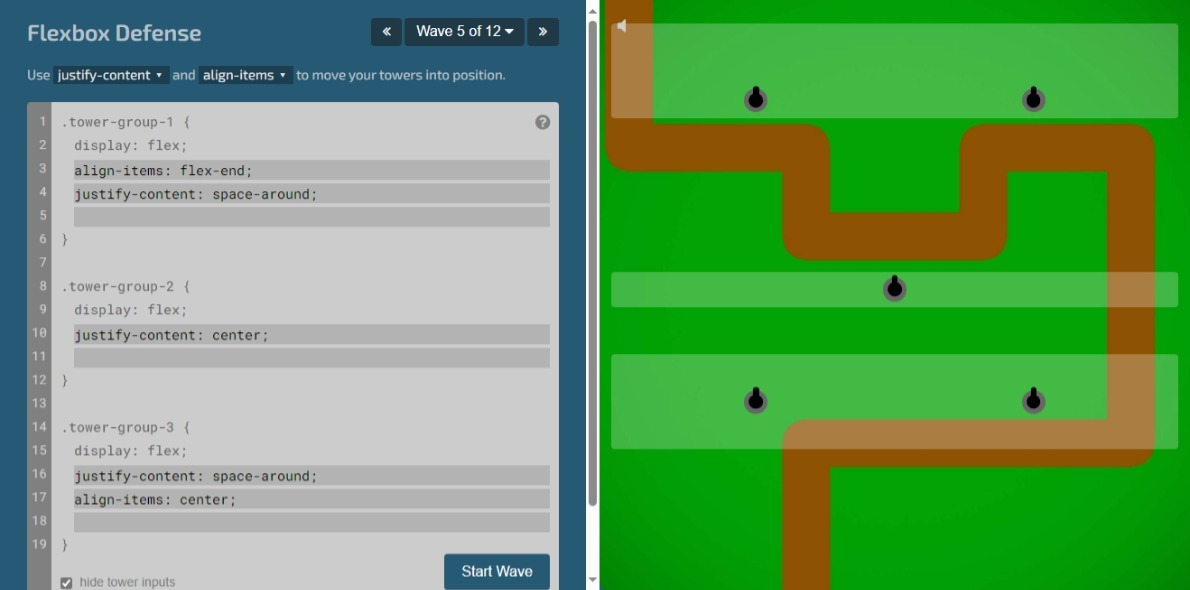 Flexbox Defense
« Wave 5 of 12 ▾ »
Use justify-content ▾ and align-items ▾ to move your towers into position.
1 .tower-group-1 {
2 display: flex;
3 align-items: flex-end;
4 justify-content: space-around;
5
6 }
7
8 .tower-group-2 {
9 display: flex;
10 justify-content: center;
11
12 }
13
14 .tower-group-3 {
15 display: flex;
16 justify-content: space-around;
17 align-items: center;
18
19 }
hide tower inputs
Start Wave